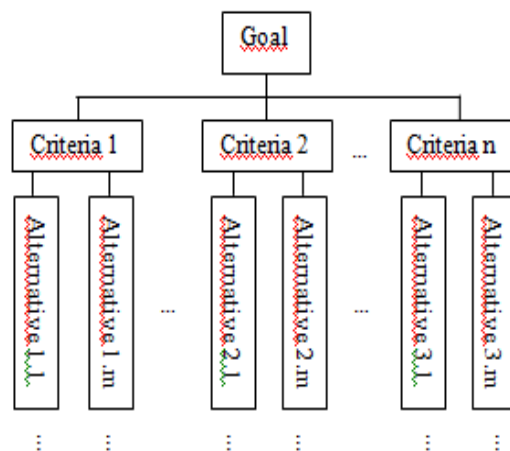 Goal
Criteria 1
Criteria 2
...
Criteria n
Alternative 1.1
Alternative 1.m
...
Alternative 2.1
Alternative 2.m
...
Alternative 3.1
Alternative 3.m
...
...
...
...
...
...